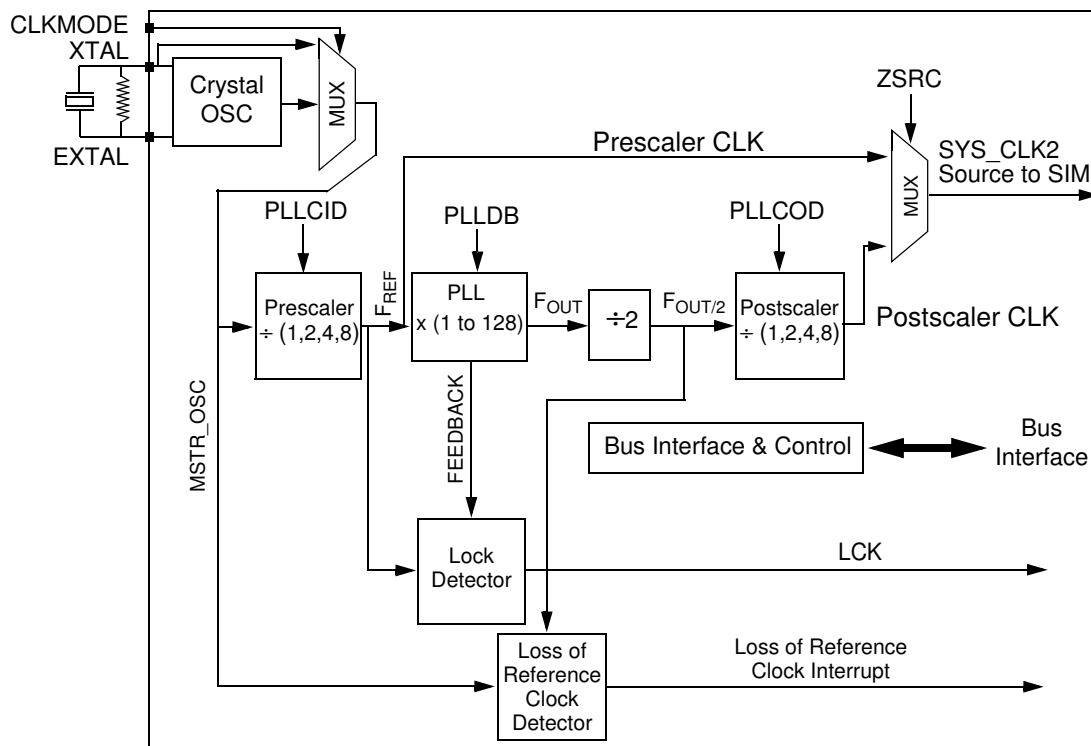 CLKMODE
XTAL
EXTAL
Crystal
OSC
MUX
ZSRC
Prescaler CLK
MUX
SYS_CLK2
Source to SIM
PLLCID
PLLDB
PLLCOD
Prescaler
÷ (1,2,4,8)
FREF
PLL
x (1 to 128)
FOUT
÷2
FOUT/2
Postscaler
÷ (1,2,4,8)
Postscaler CLK
MSTR_OSC
FEEDBACK
Bus Interface & Control
Bus
Interface
Lock
Detector
LCK
Loss of
Reference
Clock
Detector
Loss of Reference
Clock Interrupt